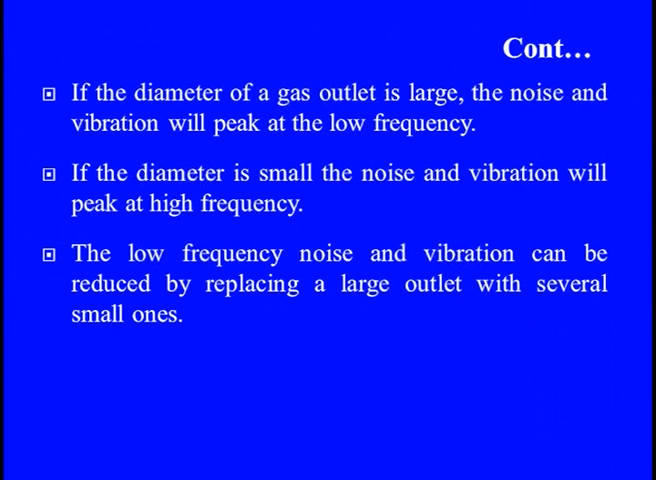 Cont...
If the diameter of a gas outlet is large, the noise and
vibration will peak at the low frequency.
If the diameter is small the noise and vibration will
peak at high frequency.
The low frequency noise and vibration can be
reduced by replacing a large outlet with several
small ones.